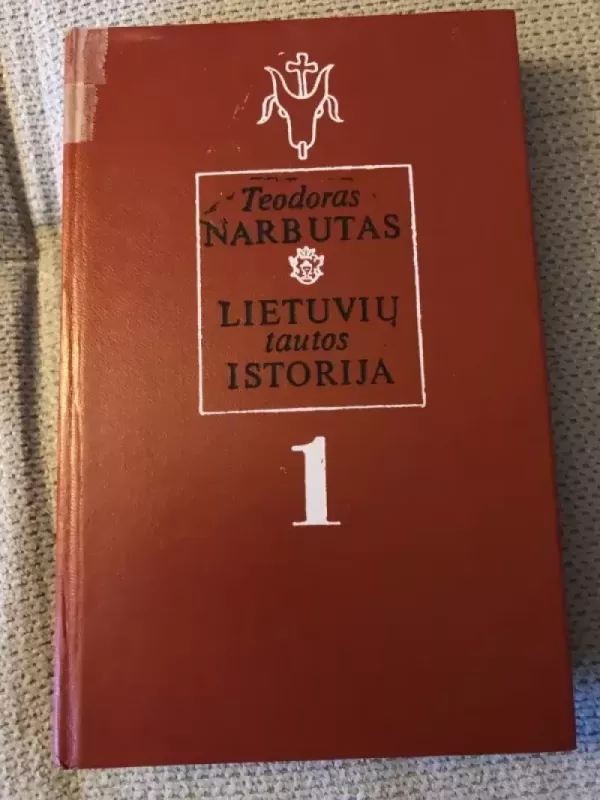 Teodoras
NARBUTAS
LIETUVIŲ
tautos
ISTORIJA
1